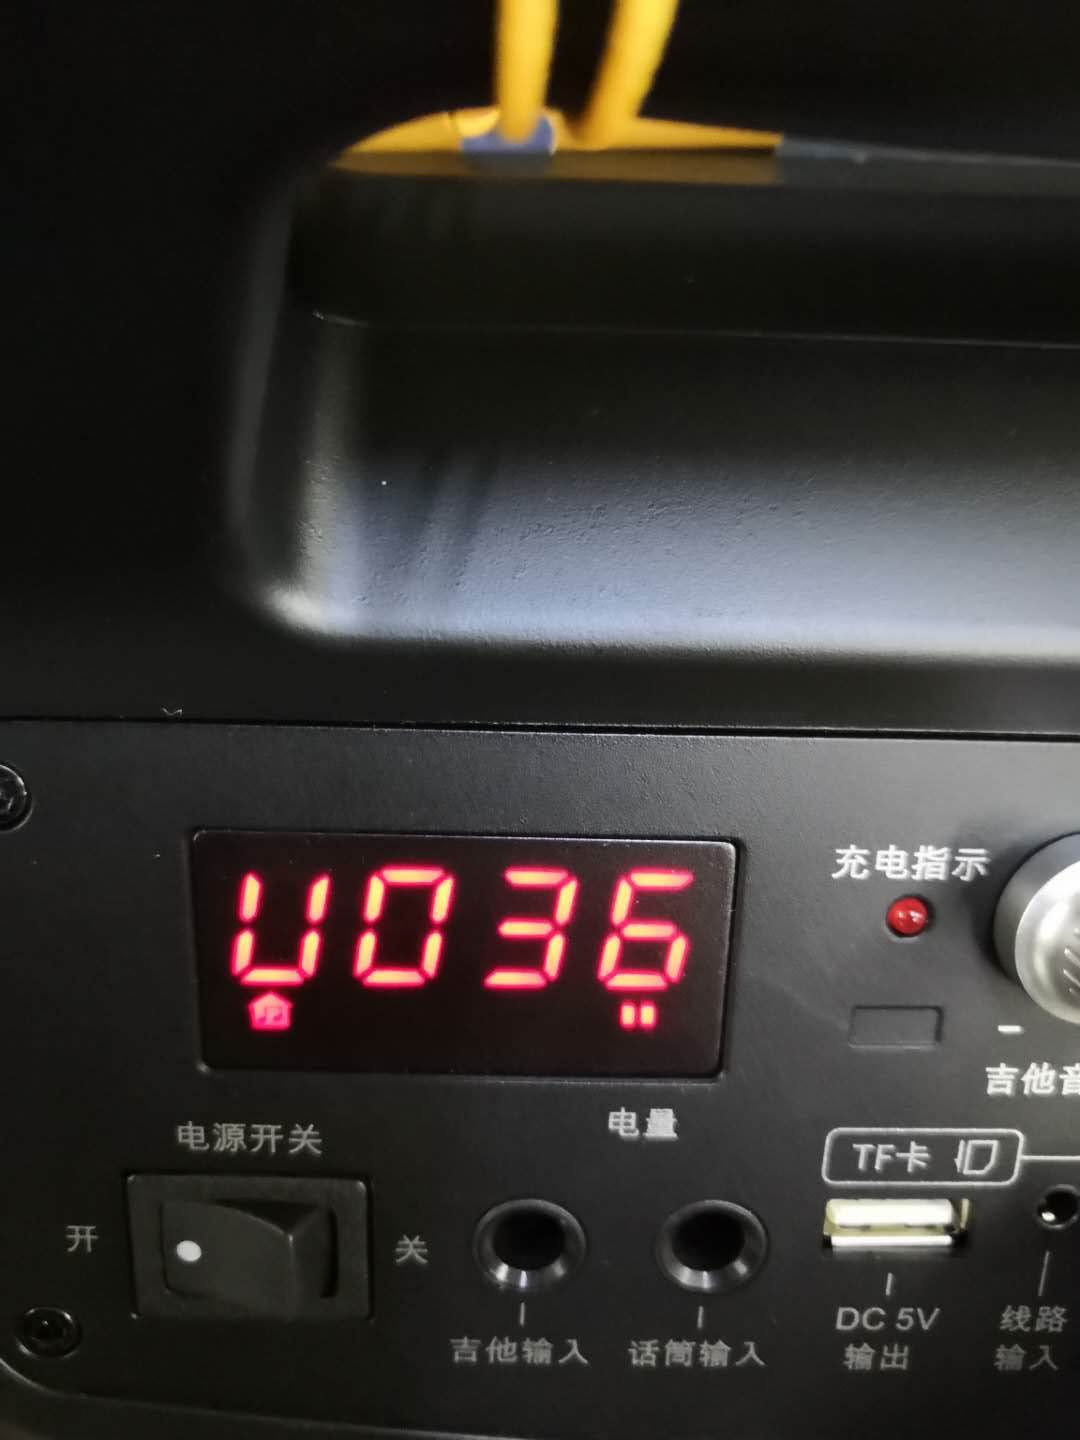 充电指示
U036
-
吉他音
电量
电源开关
TF卡
开
关
DC 5V
输出
线路
输入
吉他输入
话筒输入